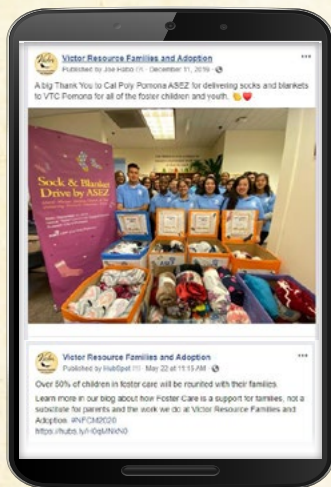 Victor Resource Families and Adoption
Published by Joe Rabo · December 11, 2019 ·
A big Thank You to Cal Poly Pomona ASEZ for delivering socks and blankets
to VTC Pomona for all of the foster children and youth. 👏❤️
Sock & Blanket
Drive by ASEZ
Victor Resource Families and Adoption
Published by HubSpot · May 22 at 11:15 AM ·
Over 50% of children in foster care will be reunited with their families.
Learn more in our blog about how Foster Care is a support for families, not a
substitute for parents and the work we do at Victor Resource Families and
Adoption. #NFCM2020